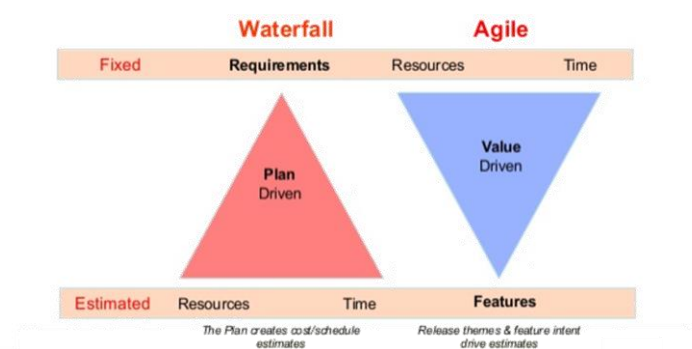 Waterfall Agile
Fixed Requirements Resources Time
Plan
Driven
Value
Driven
Estimated Resources Time Features
The Plan creates cost/schedule
estimates
Release themes & feature intent
drive estimates